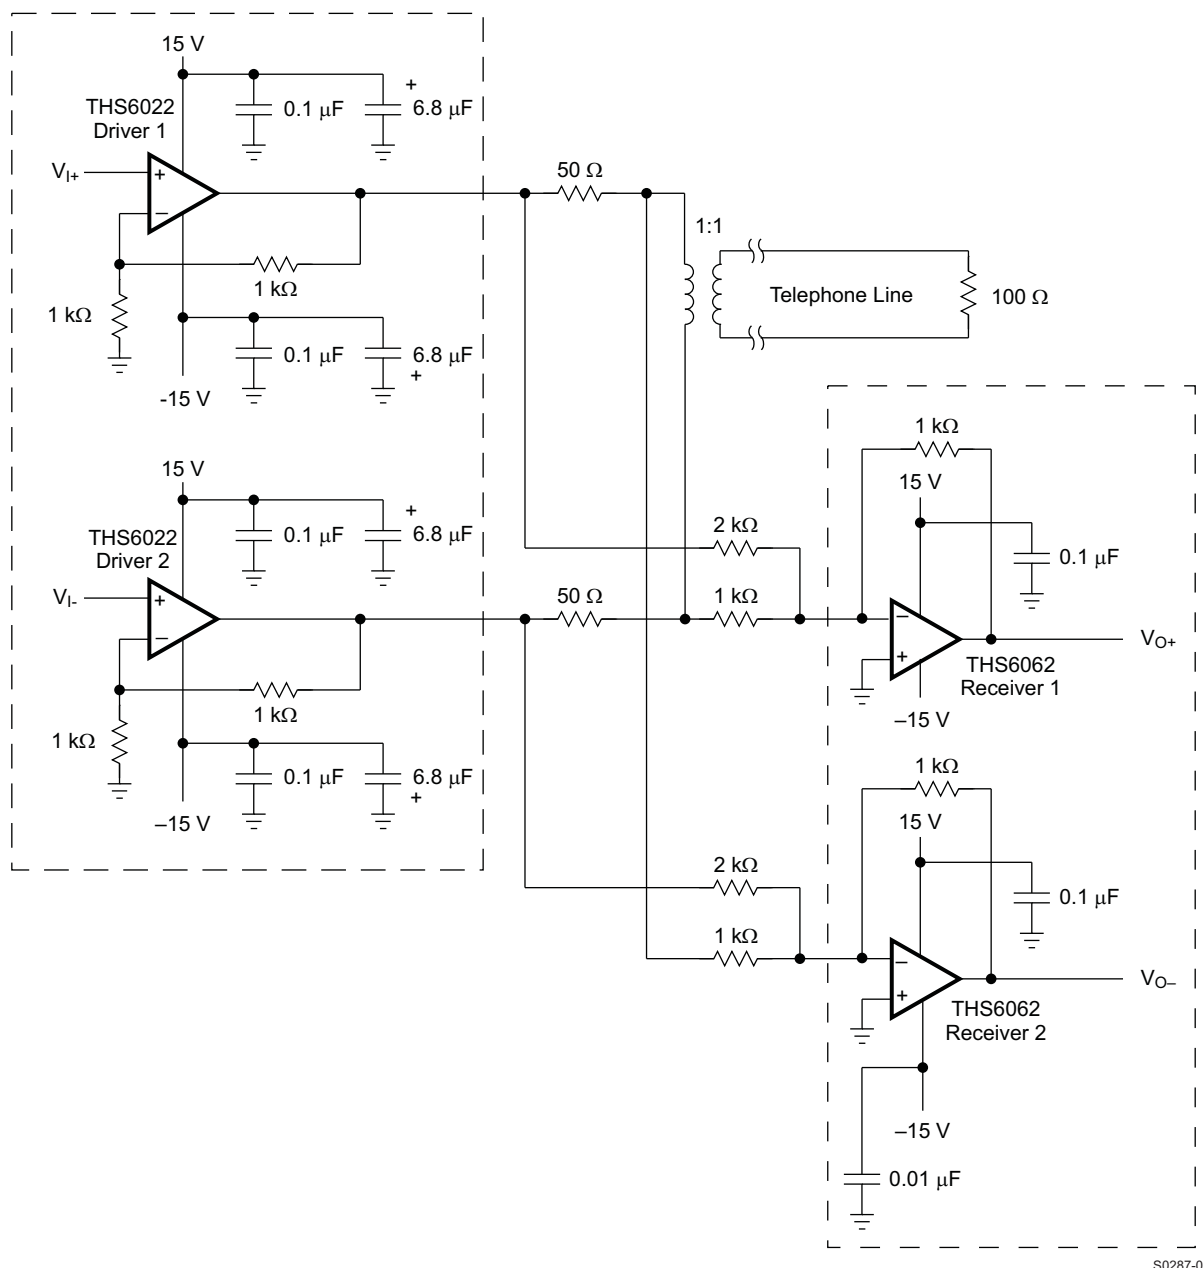 15 V
THS6022
Driver 1
0.1 μF
+
6.8 μF
VI+
+
−
1 kΩ
1 kΩ
0.1 μF
6.8 μF
+
-15 V
50 Ω
1:1
Telephone Line
100 Ω
15 V
THS6022
Driver 2
0.1 μF
+
6.8 μF
VI-
+
−
1 kΩ
1 kΩ
0.1 μF
6.8 μF
+
–15 V
50 Ω
2 kΩ
1 kΩ
1 kΩ
15 V
0.1 μF
−
+
VO+
THS6062
Receiver 1
–15 V
2 kΩ
1 kΩ
1 kΩ
15 V
0.1 μF
−
+
VO–
THS6062
Receiver 2
–15 V
0.01 μF